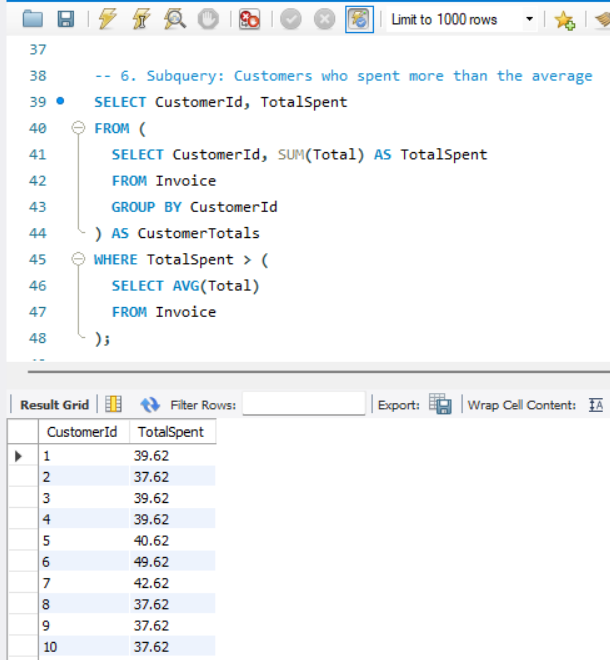 Limit to 1000 rows
37
38 -- 6. Subquery: Customers who spent more than the average
39 SELECT CustomerId, TotalSpent
40 FROM (
41 SELECT CustomerId, SUM(Total) AS TotalSpent
42 FROM Invoice
43 GROUP BY CustomerId
44 ) AS CustomerTotals
45 WHERE TotalSpent > (
46 SELECT AVG(Total)
47 FROM Invoice
48 );
Result Grid Filter Rows: Export: Wrap Cell Content: IA
CustomerId TotalSpent
1 39.62
2 37.62
3 39.62
4 39.62
5 40.62
6 49.62
7 42.62
8 37.62
9 37.62
10 37.62